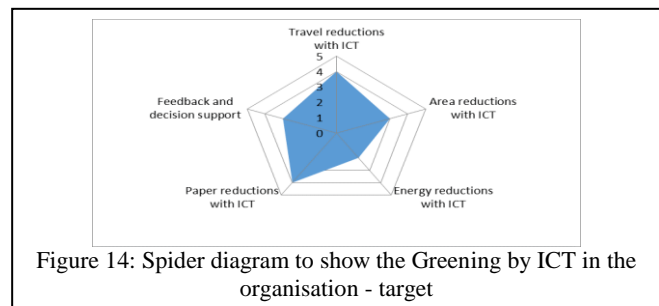 Travel reductions
with ICT
5
4
3
2
1
0
Feedback and
decision support
Area reductions
with ICT
Paper reductions
with ICT
Energy reductions
with ICT
Figure 14: Spider diagram to show the Greening by ICT in the
organisation - target